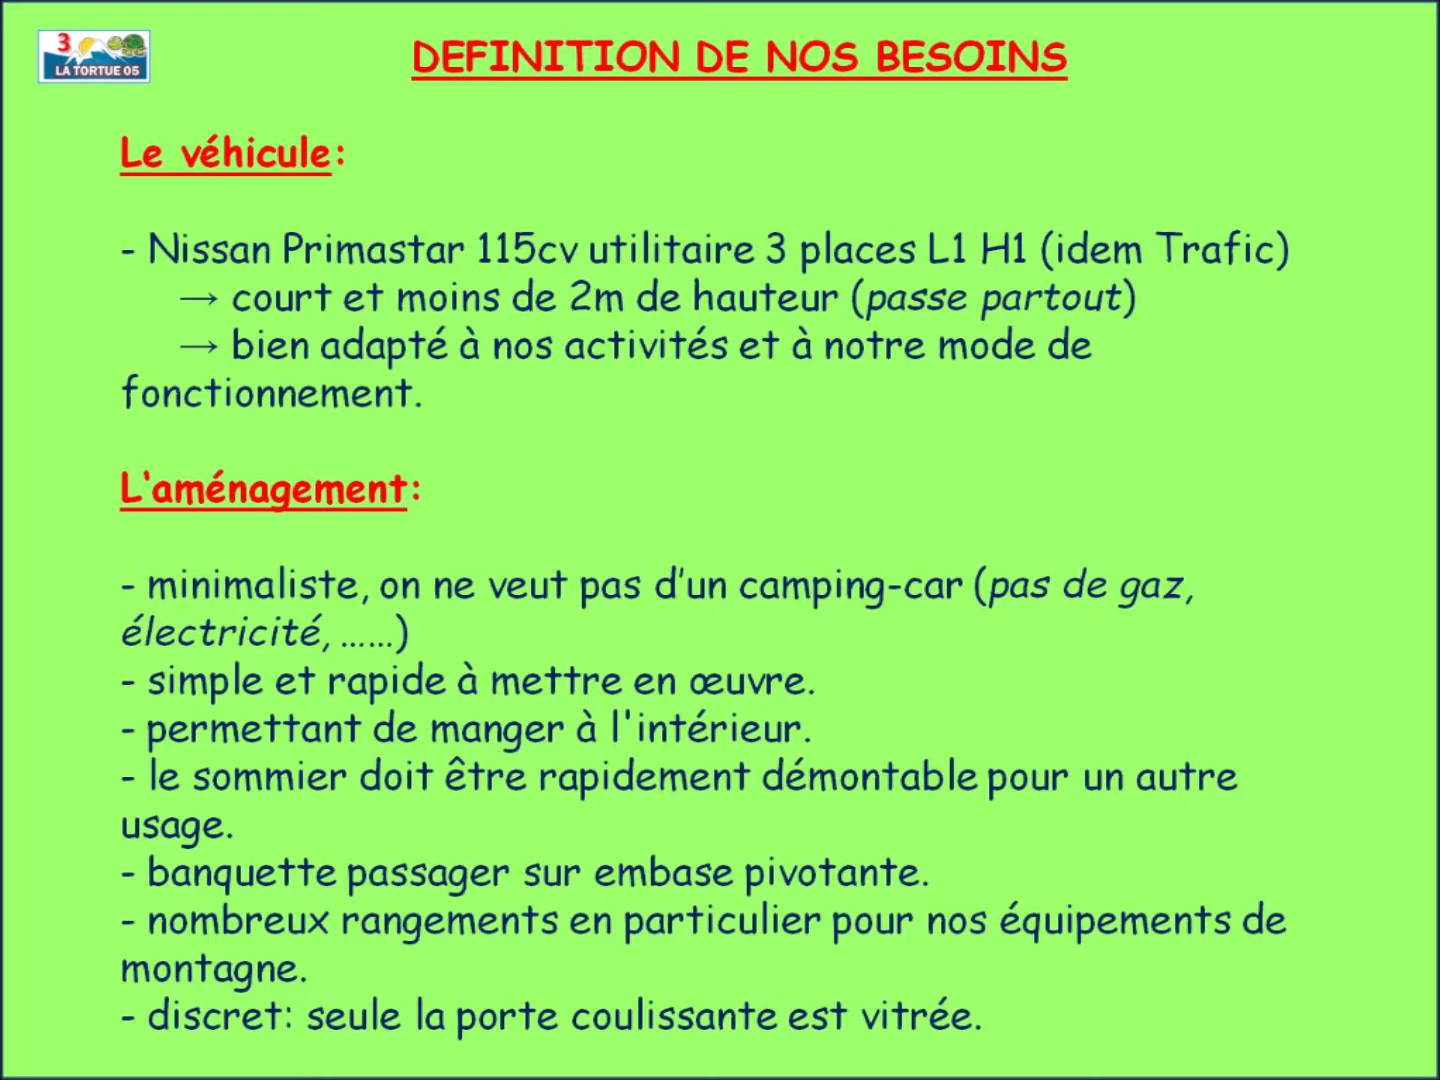 3
LA TORTUE 05
DEFINITION DE NOS BESOINS
Le véhicule:
- Nissan Primastar 115cv utilitaire 3 places L1 H1 (idem Trafic)
→ court et moins de 2m de hauteur (passe partout)
→ bien adapté à nos activités et à notre mode de
fonctionnement.
L'aménagement:
- minimaliste, on ne veut pas d'un camping-car (pas de gaz,
électricité, ......)
- simple et rapide à mettre en œuvre.
- permettant de manger à l'intérieur.
- le sommier doit être rapidement démontable pour un autre
usage.
- banquette passager sur embase pivotante.
- nombreux rangements en particulier pour nos équipements de
montagne.
- discret: seule la porte coulissante est vitrée.